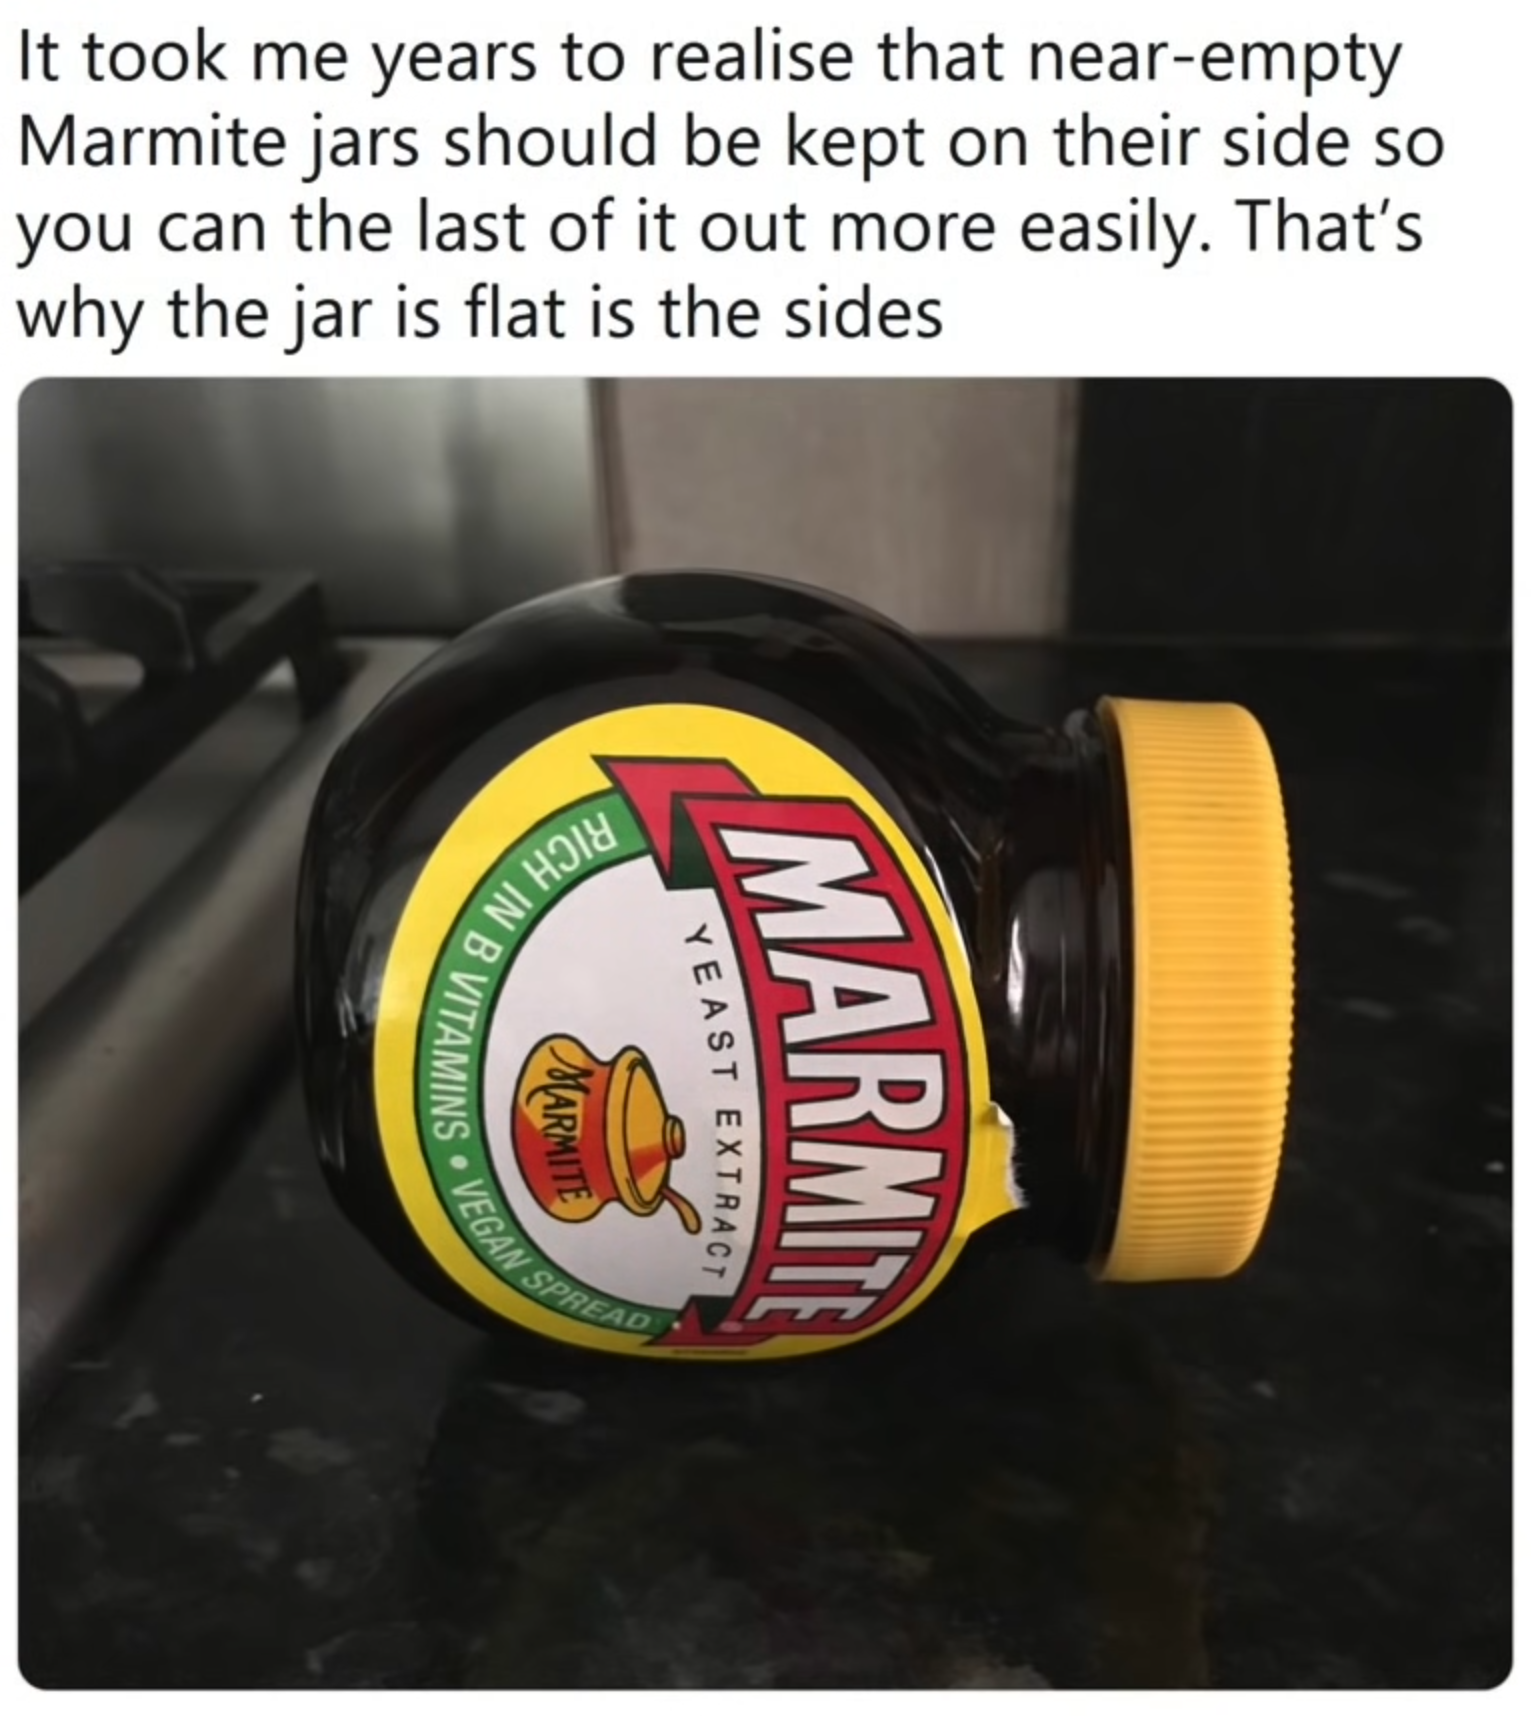 It took me years to realise that near-empty
Marmite jars should be kept on their side so
you can the last of it out more easily. That's
why the jar is flat is the sides
MARMITE
YEAST EXTRACT
MARMITE
RICH IN B VITAMINS • VEGAN SPREAD